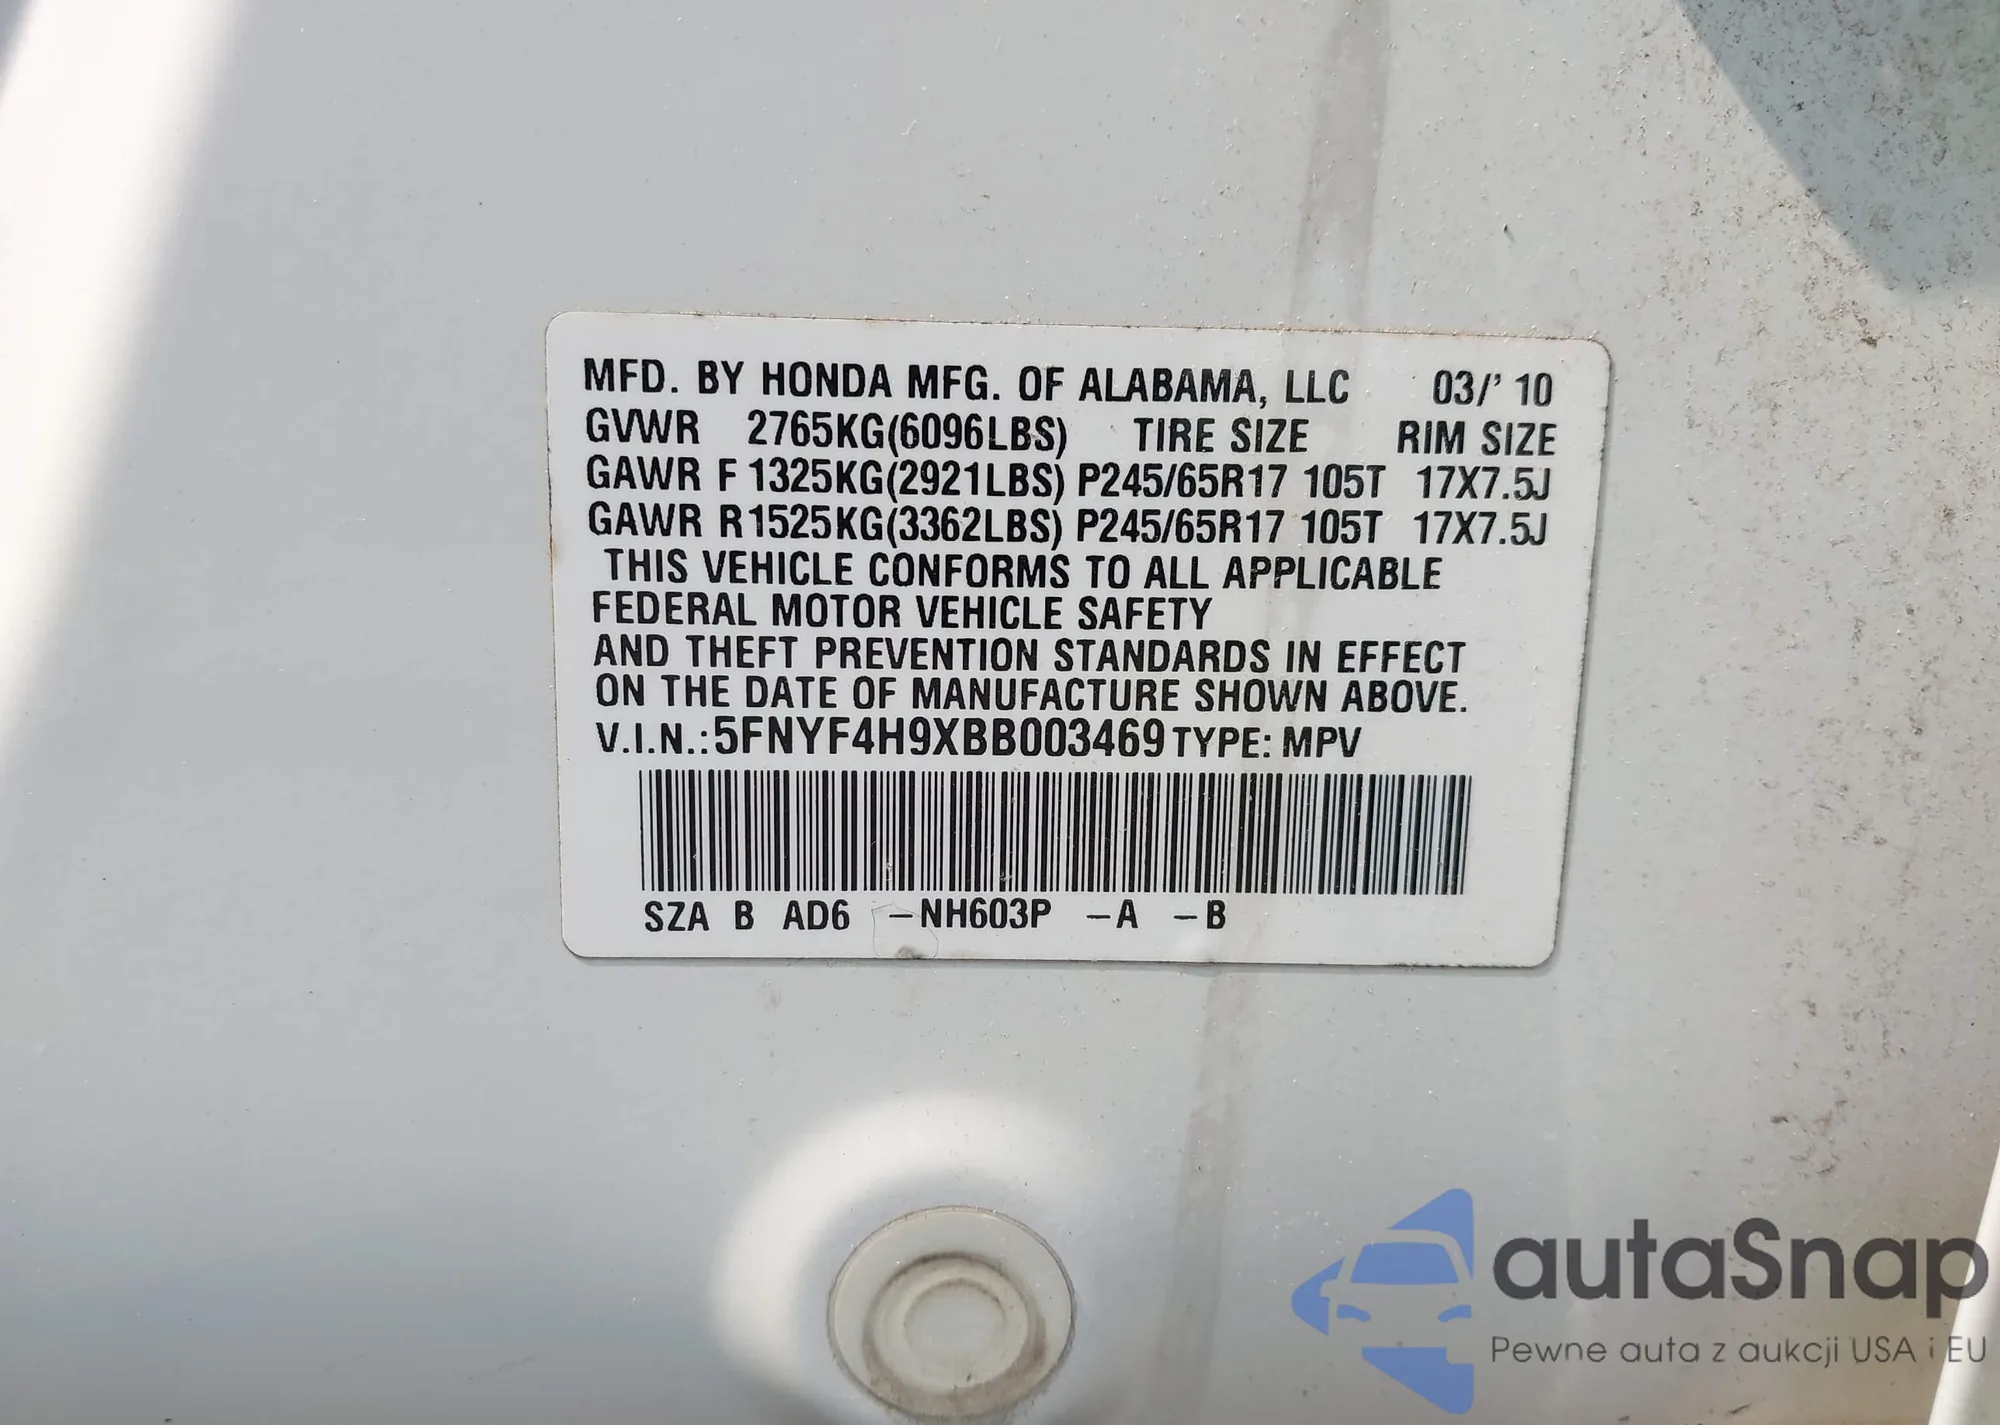 MFD. BY HONDA MFG. OF ALABAMA, LLC 03/' 10
GVWR 2765KG(6096LBS) TIRE SIZE RIM SIZE
GAWR F 1325KG(2921LBS) P245/65R17 105T 17X7.5J
GAWR R 1525KG(3362LBS) P245/65R17 105T 17X7.5J
THIS VEHICLE CONFORMS TO ALL APPLICABLE
FEDERAL MOTOR VEHICLE SAFETY
AND THEFT PREVENTION STANDARDS IN EFFECT
ON THE DATE OF MANUFACTURE SHOWN ABOVE.
V.I.N.: 5FNYF4H9XBB003469 TYPE: MPV
SZA B AD6 -NH603P -A -B
autaSnap
Pewne auta z aukcji USA i EU